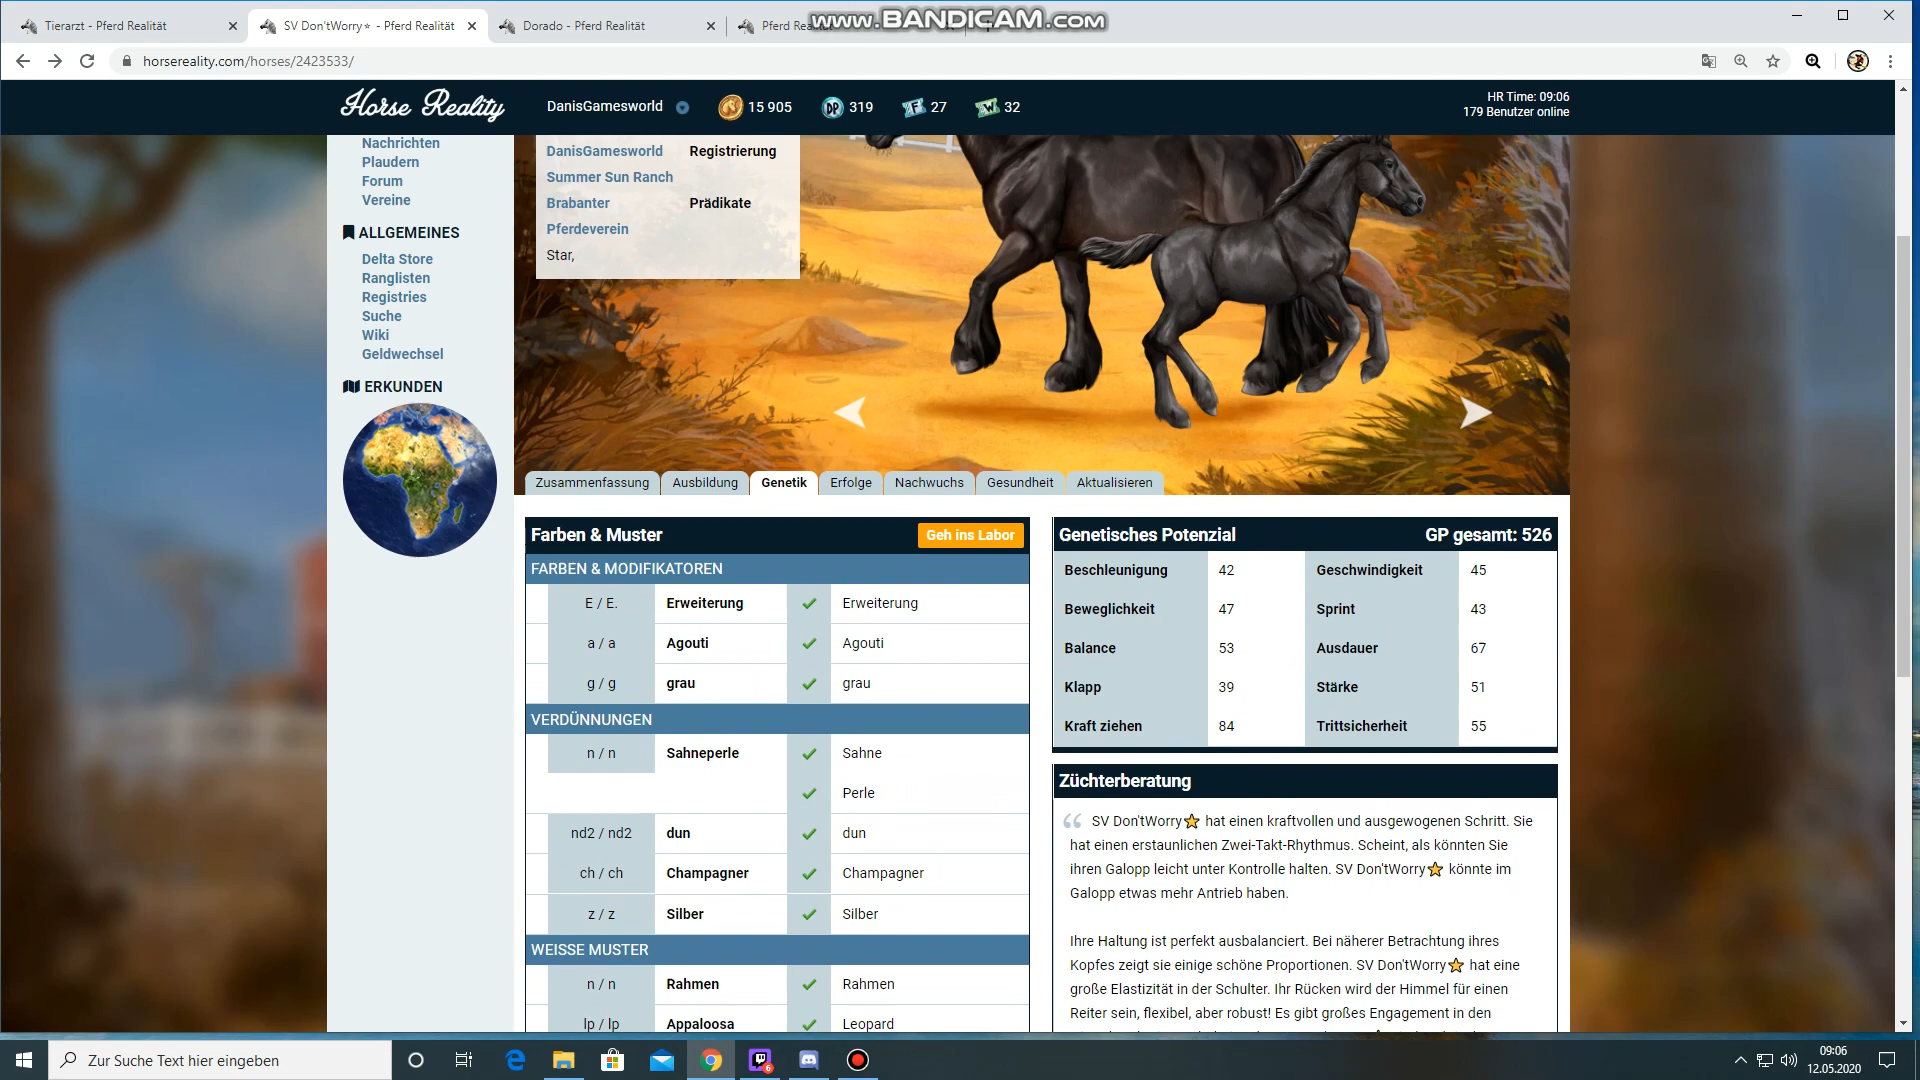 Tierarzt - Pferd Realität
SV Don'tWorry⭐ - Pferd Realität
Dorado - Pferd Realität
www.BANDICAM.com
horsereality.com/horses/2423533/
Horse Reality
DanisGamesworld
15 905
319
27
32
HR Time: 09:06
179 Benutzer online
Nachrichten
Plaudern
Forum
Vereine
ALLGEMEINES
Delta Store
Ranglisten
Registries
Suche
Wiki
Geldwechsel
ERKUNDEN
DanisGamesworld Registrierung
Summer Sun Ranch
Brabanter Prädikate
Pferdeverein
Star,
Zusammenfassung
Ausbildung
Genetik
Erfolge
Nachwuchs
Gesundheit
Aktualisieren
Farben & Muster
Geh ins Labor
FARBEN & MODIFIKATOREN
E / E. Erweiterung Erweiterung
a / a Agouti Agouti
g / g grau grau
VERDÜNNUNGEN
n / n Sahneperle Sahne
Perle
nd2 / nd2 dun dun
ch / ch Champagner Champagner
z / z Silber Silber
WEISSE MUSTER
n / n Rahmen Rahmen
lp / lp Appaloosa Leopard
Genetisches Potenzial GP gesamt: 526
Beschleunigung 42 Geschwindigkeit 45
Beweglichkeit 47 Sprint 43
Balance 53 Ausdauer 67
Klapp 39 Stärke 51
Kraft ziehen 84 Trittsicherheit 55
Züchterberatung
SV Don'tWorry⭐ hat einen kraftvollen und ausgewogenen Schritt. Sie
hat einen erstaunlichen Zwei-Takt-Rhythmus. Scheint, als könnten Sie
ihren Galopp leicht unter Kontrolle halten. SV Don'tWorry⭐ könnte im
Galopp etwas mehr Antrieb haben.
Ihre Haltung ist perfekt ausbalanciert. Bei näherer Betrachtung ihres
Kopfes zeigt sie einige schöne Proportionen. SV Don'tWorry⭐ hat eine
große Elastizität in der Schulter. Ihr Rücken wird der Himmel für einen
Reiter sein, flexibel, aber robust! Es gibt großes Engagement in den
Zur Suche Text hier eingeben
6
09:06
12.05.2020